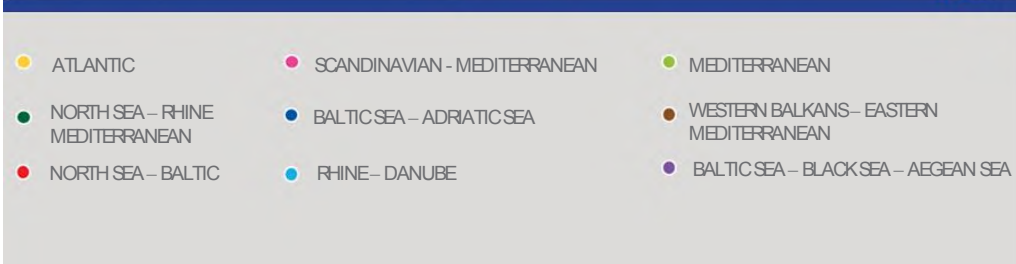 ATLANTIC
NORTH SEA – RHINE
MEDITERRANEAN
NORTH SEA – BALTIC
SCANDINAVIAN - MEDITERRANEAN
BALTIC SEA – ADRIATIC SEA
RHINE – DANUBE
MEDITERRANEAN
WESTERN BALKANS – EASTERN
MEDITERRANEAN
BALTIC SEA – BLACK SEA – AEGEAN SEA